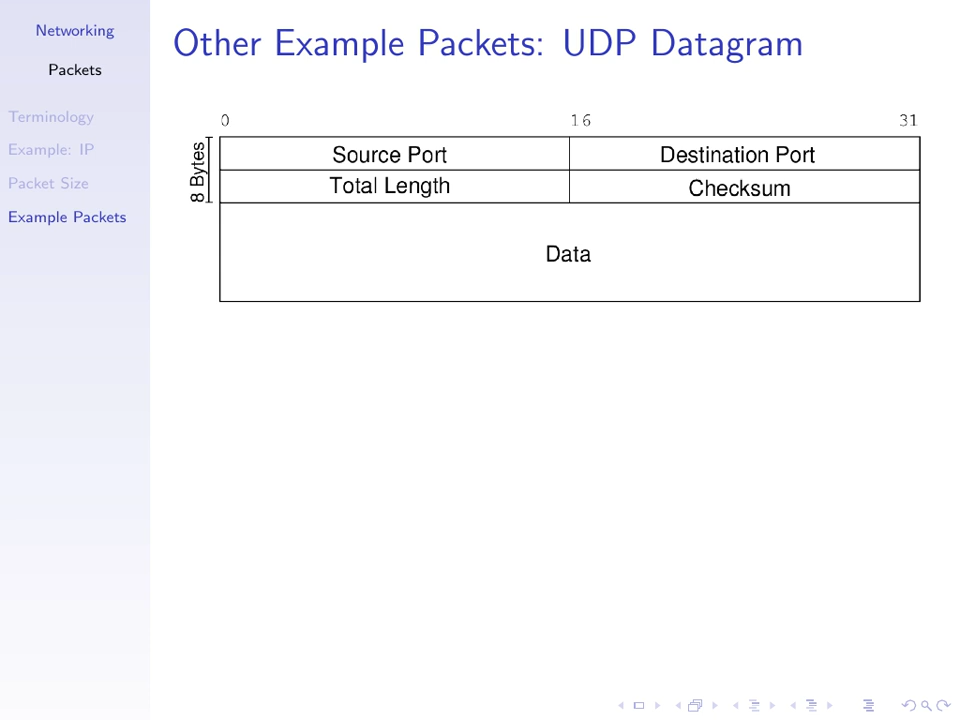 Networking
Packets
Terminology
Example: IP
Packet Size
Example Packets
Other Example Packets: UDP Datagram
0 16 31
8 Bytes
Source Port Destination Port
Total Length Checksum
Data